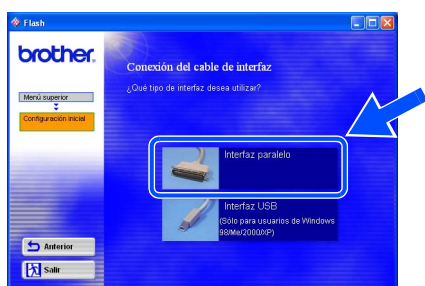 Flash
brother.
Conexión del cable de interfaz
¿Qué tipo de interfaz desea utilizar?
Menú superior
Configuración inicial
Interfaz paralelo
Interfaz USB
(Sólo para usuarios de Windows
98/Me/2000/XP)
Anterior
Salir